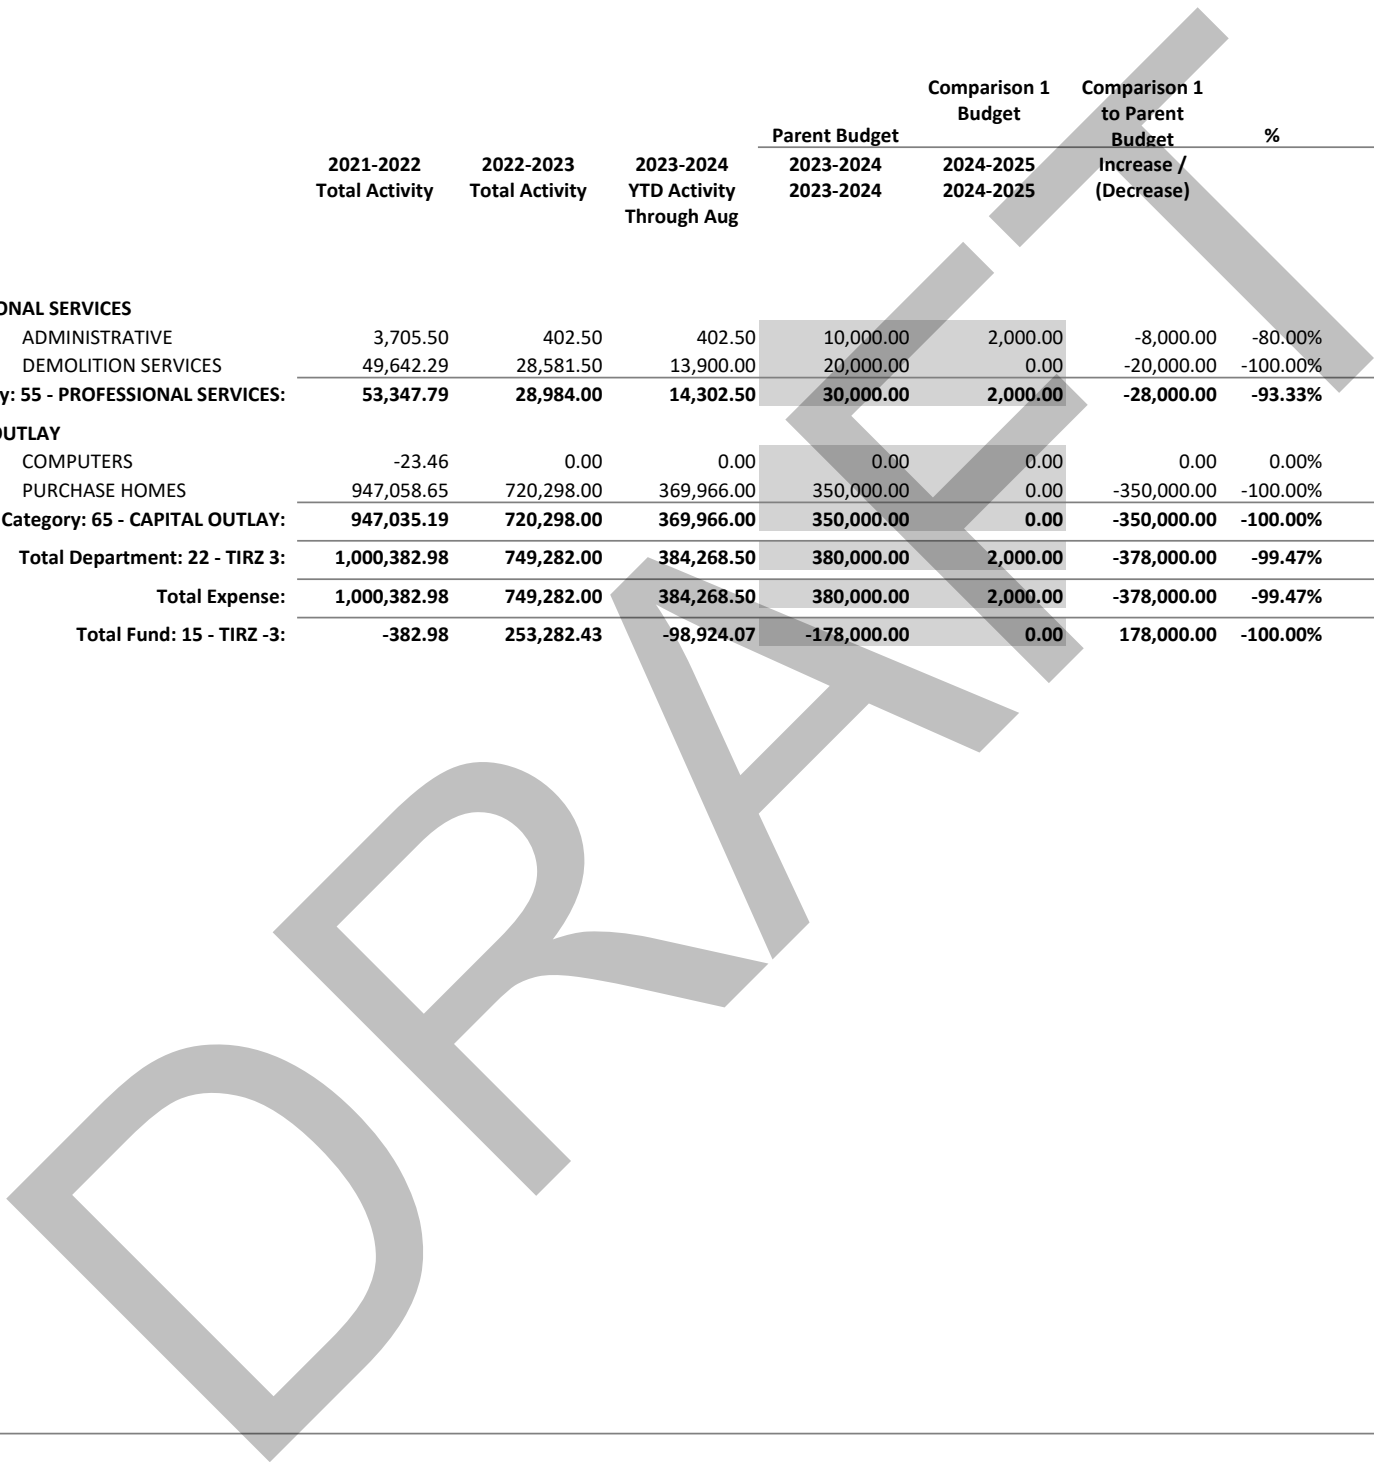 Comparison 1 Comparison 1
Budget to Parent
Parent Budget Budget %
2021-2022 2022-2023 2023-2024 2023-2024 2024-2025 Increase /
Total Activity Total Activity YTD Activity 2023-2024 2024-2025 (Decrease)
Through Aug
ONAL SERVICES
ADMINISTRATIVE 3,705.50 402.50 402.50 10,000.00 2,000.00 -8,000.00 -80.00%
DEMOLITION SERVICES 49,642.29 28,581.50 13,900.00 20,000.00 0.00 -20,000.00 -100.00%
y: 55 - PROFESSIONAL SERVICES: 53,347.79 28,984.00 14,302.50 30,000.00 2,000.00 -28,000.00 -93.33%
OUTLAY
COMPUTERS -23.46 0.00 0.00 0.00 0.00 0.00 0.00%
PURCHASE HOMES 947,058.65 720,298.00 369,966.00 350,000.00 0.00 -350,000.00 -100.00%
Category: 65 - CAPITAL OUTLAY: 947,035.19 720,298.00 369,966.00 350,000.00 0.00 -350,000.00 -100.00%
Total Department: 22 - TIRZ 3: 1,000,382.98 749,282.00 384,268.50 380,000.00 2,000.00 -378,000.00 -99.47%
Total Expense: 1,000,382.98 749,282.00 384,268.50 380,000.00 2,000.00 -378,000.00 -99.47%
Total Fund: 15 - TIRZ -3: -382.98 253,282.43 -98,924.07 -178,000.00 0.00 178,000.00 -100.00%
DRAFT